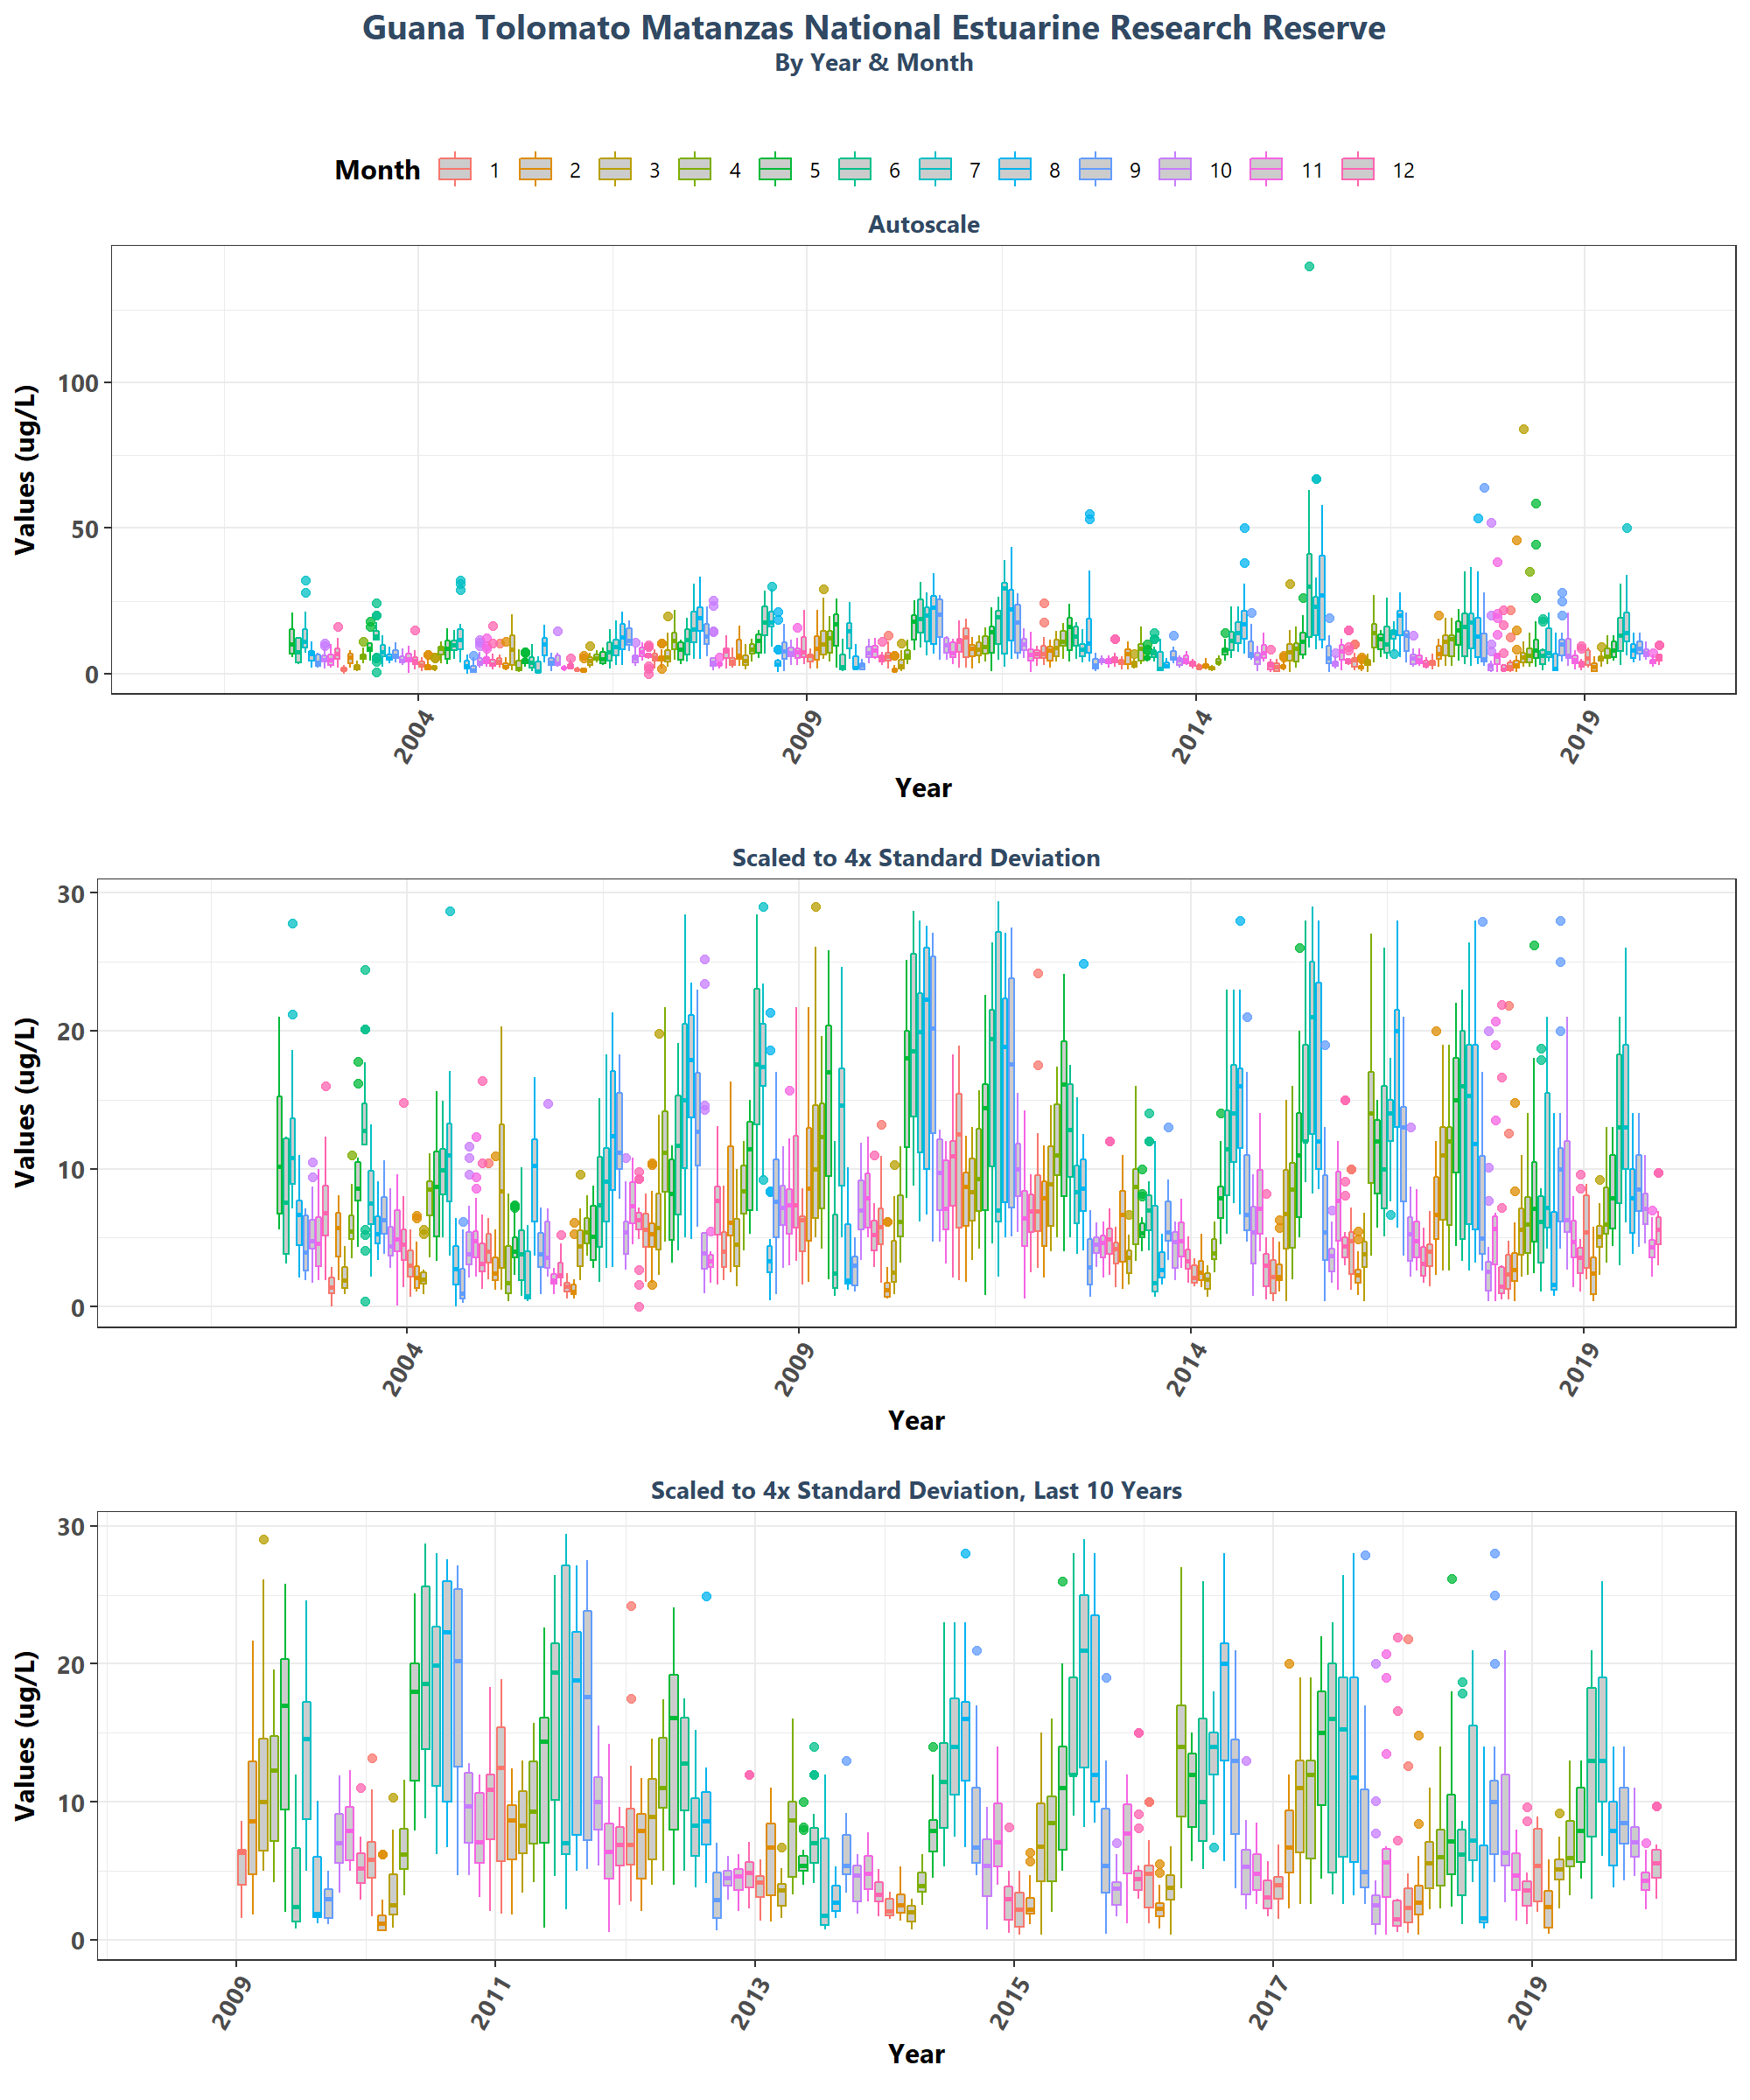 Guana Tolomato Matanzas National Estuarine Research Reserve
By Year & Month
Month 1 2 3 4 5 6 7 8 9 10 11 12
Autoscale
Values (ug/L)
100
50
0
2004 2009 2014 2019
Year
Scaled to 4x Standard Deviation
Values (ug/L)
30
20
10
0
2004 2009 2014 2019
Year
Scaled to 4x Standard Deviation, Last 10 Years
Values (ug/L)
30
20
10
0
2009 2011 2013 2015 2017 2019
Year